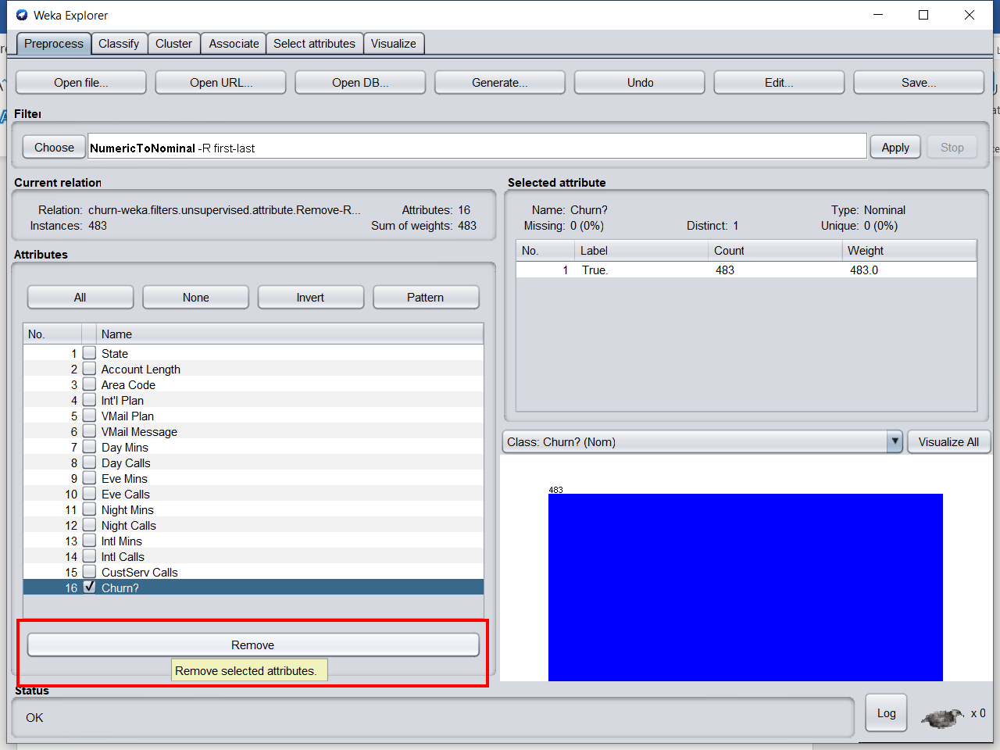 Weka Explorer
Preprocess Classify Cluster Associate Select attributes Visualize
Open file... Open URL... Open DB... Generate... Undo Edit... Save...
Filter
Choose NumericToNominal -R first-last Apply Stop
Current relation
Relation: churn-weka.filters.unsupervised.attribute.Remove-R... Attributes: 16
Instances: 483 Sum of weights: 483
Attributes
All None Invert Pattern
No. Name
1 State
2 Account Length
3 Area Code
4 Int'l Plan
5 VMail Plan
6 VMail Message
7 Day Mins
8 Day Calls
9 Eve Mins
10 Eve Calls
11 Night Mins
12 Night Calls
13 Intl Mins
14 Intl Calls
15 CustServ Calls
16 Churn?
Remove
Remove selected attributes.
Selected attribute
Name: Churn? Type: Nominal
Missing: 0 (0%) Distinct: 1 Unique: 0 (0%)
No. Label Count Weight
1 True. 483 483.0
Class: Churn? (Nom) Visualize All
483
Status
OK
Log x 0